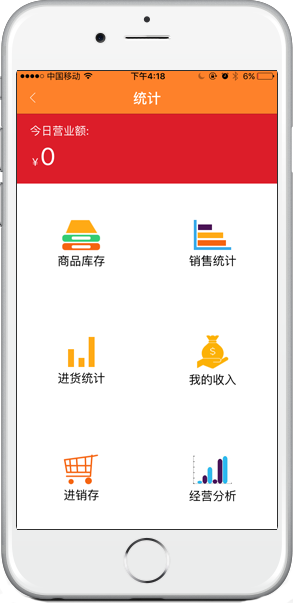 中国移动 下午4:18 6%
统计
今日营业额:
¥0
商品库存 销售统计
进货统计 我的收入
进销存 经营分析